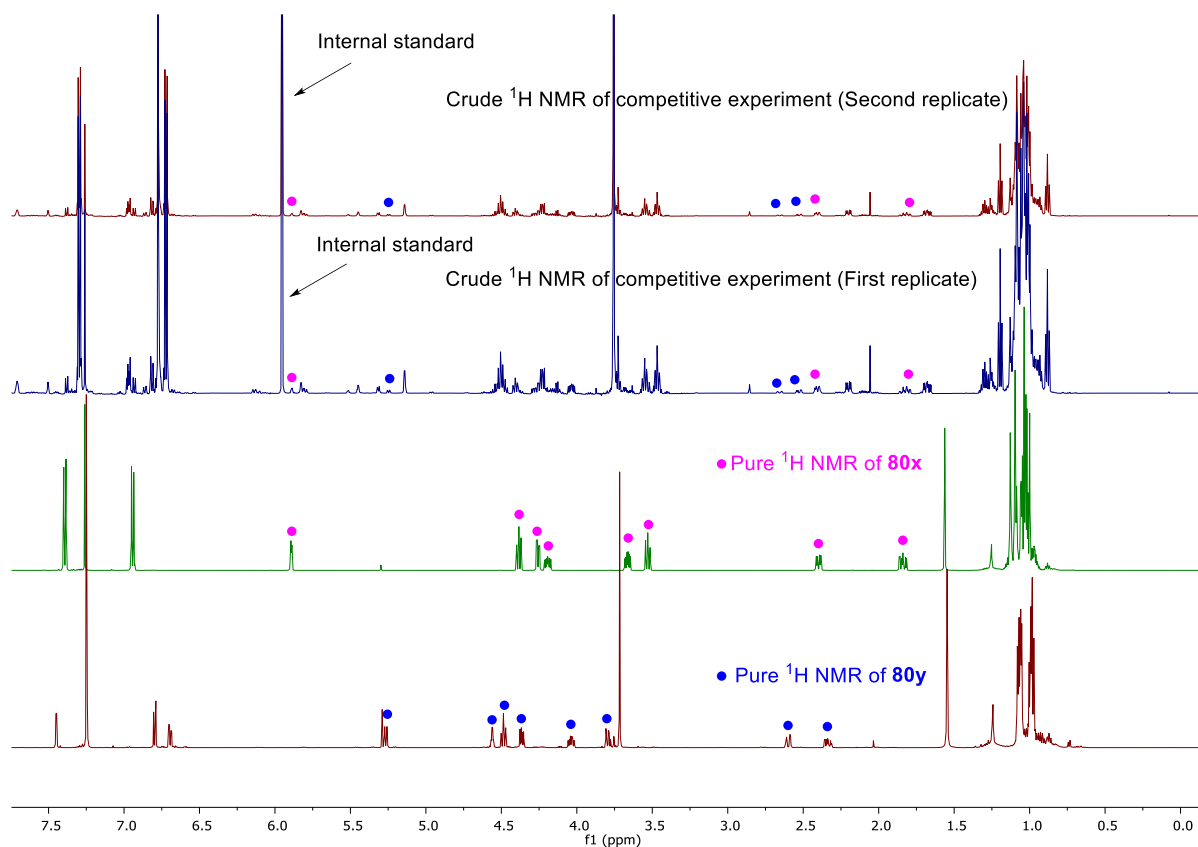 Internal standard
Crude ¹H NMR of competitive experiment (Second replicate)
Internal standard
Crude ¹H NMR of competitive experiment (First replicate)
Pure ¹H NMR of 80x
Pure ¹H NMR of 80y
7.5 7.0 6.5 6.0 5.5 5.0 4.5 4.0 3.5 3.0 2.5 2.0 1.5 1.0 0.5 0.0
f1 (ppm)